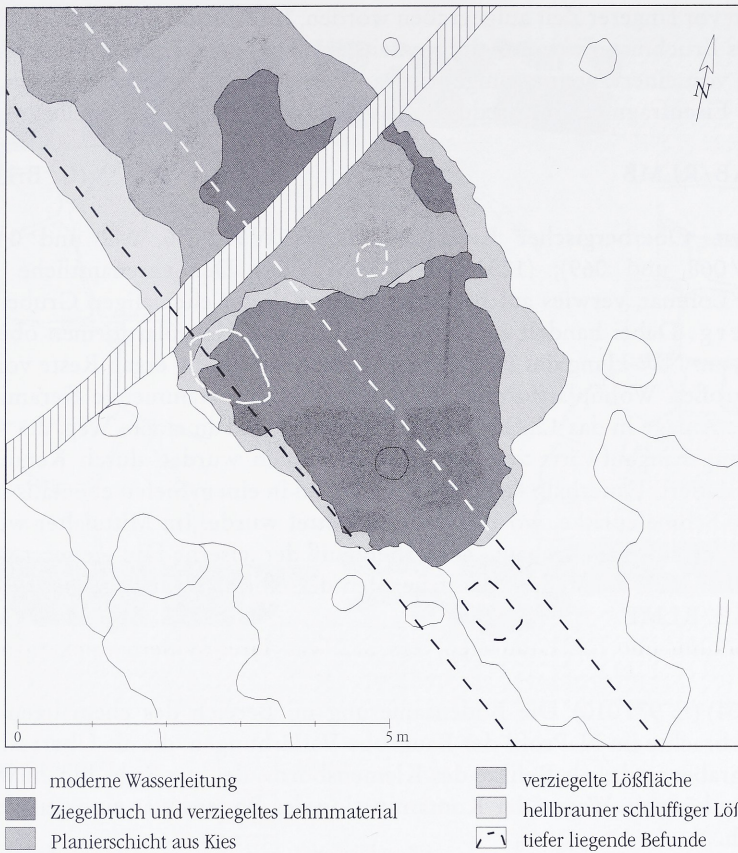 N
0
5 m
moderne Wasserleitung
Ziegelbruch und verziegeltes Lehmmaterial
Planierschicht aus Kies
verziegelte Lößfläche
hellbrauner schluffiger Löß
tiefer liegende Befunde